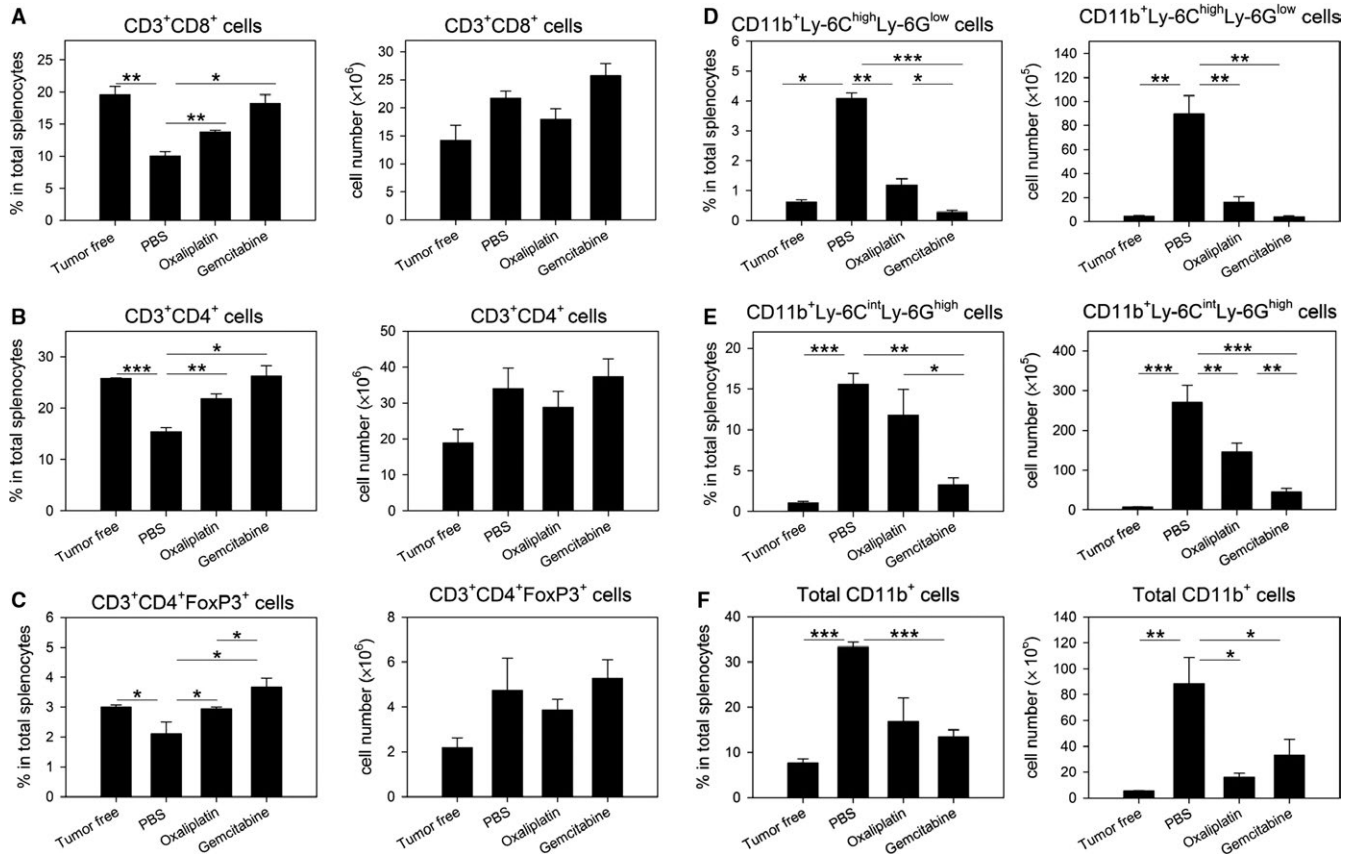 A
CD3⁺CD8⁺ cells
% in total splenocytes
20
15
10
5
0
** *
**
Tumor free PBS Oxaliplatin Gemcitabine
CD3⁺CD8⁺ cells
cell number (×10⁶)
30
25
20
15
10
5
0
Tumor free PBS Oxaliplatin Gemcitabine
B
CD3⁺CD4⁺ cells
% in total splenocytes
30
20
10
0
*
*** **
Tumor free PBS Oxaliplatin Gemcitabine
CD3⁺CD4⁺ cells
cell number (×10⁶)
50
40
30
20
10
0
Tumor free PBS Oxaliplatin Gemcitabine
C
CD3⁺CD4⁺FoxP3⁺ cells
% in total splenocytes
6
5
4
3
2
1
0
*
*
* *
Tumor free PBS Oxaliplatin Gemcitabine
CD3⁺CD4⁺FoxP3⁺ cells
cell number (×10⁶)
8
6
4
2
0
Tumor free PBS Oxaliplatin Gemcitabine
D
CD11b⁺Ly-6CʰⁱᵍʰLy-6Gˡᵒʷ cells
% in total splenocytes
6
5
4
3
2
1
0
***
* ** *
Tumor free PBS Oxaliplatin Gemcitabine
CD11b⁺Ly-6CʰⁱᵍʰLy-6Gˡᵒʷ cells
cell number (×10⁵)
140
120
100
80
60
40
20
0
**
** **
Tumor free PBS Oxaliplatin Gemcitabine
E
CD11b⁺Ly-6CⁱⁿᵗLy-6Gʰⁱᵍʰ cells
% in total splenocytes
20
15
10
5
0
*** **
*
Tumor free PBS Oxaliplatin Gemcitabine
CD11b⁺Ly-6CⁱⁿᵗLy-6Gʰⁱᵍʰ cells
cell number (×10⁵)
400
300
200
100
0
***
*** ** **
Tumor free PBS Oxaliplatin Gemcitabine
F
Total CD11b⁺ cells
% in total splenocytes
40
30
20
10
0
*** ***
Tumor free PBS Oxaliplatin Gemcitabine
Total CD11b⁺ cells
cell number (× 10⁶)
140
120
100
80
60
40
20
0
** *
*
Tumor free PBS Oxaliplatin Gemcitabine